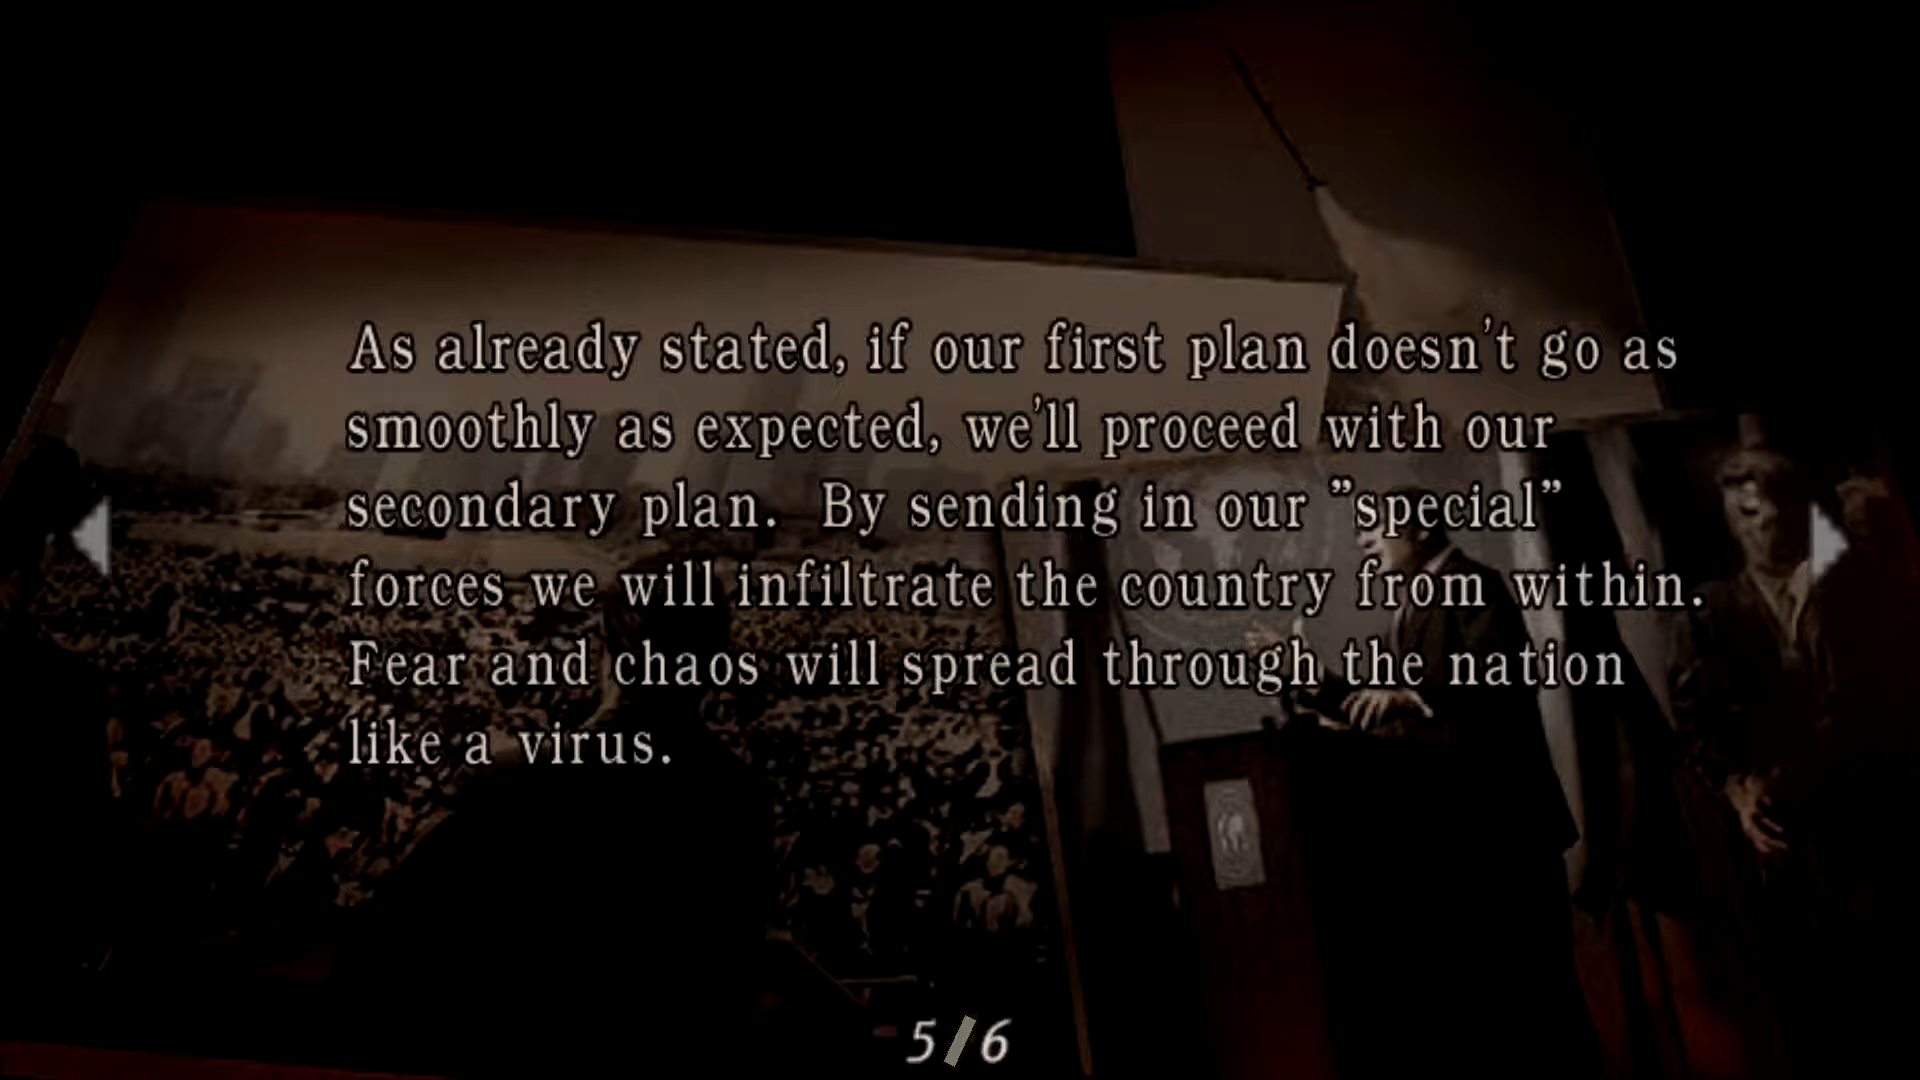 As already stated, if our first plan doesn't go as
smoothly as expected, we'll proceed with our
secondary plan. By sending in our ”special”
forces we will infiltrate the country from within.
Fear and chaos will spread through the nation
like a virus.
5/6